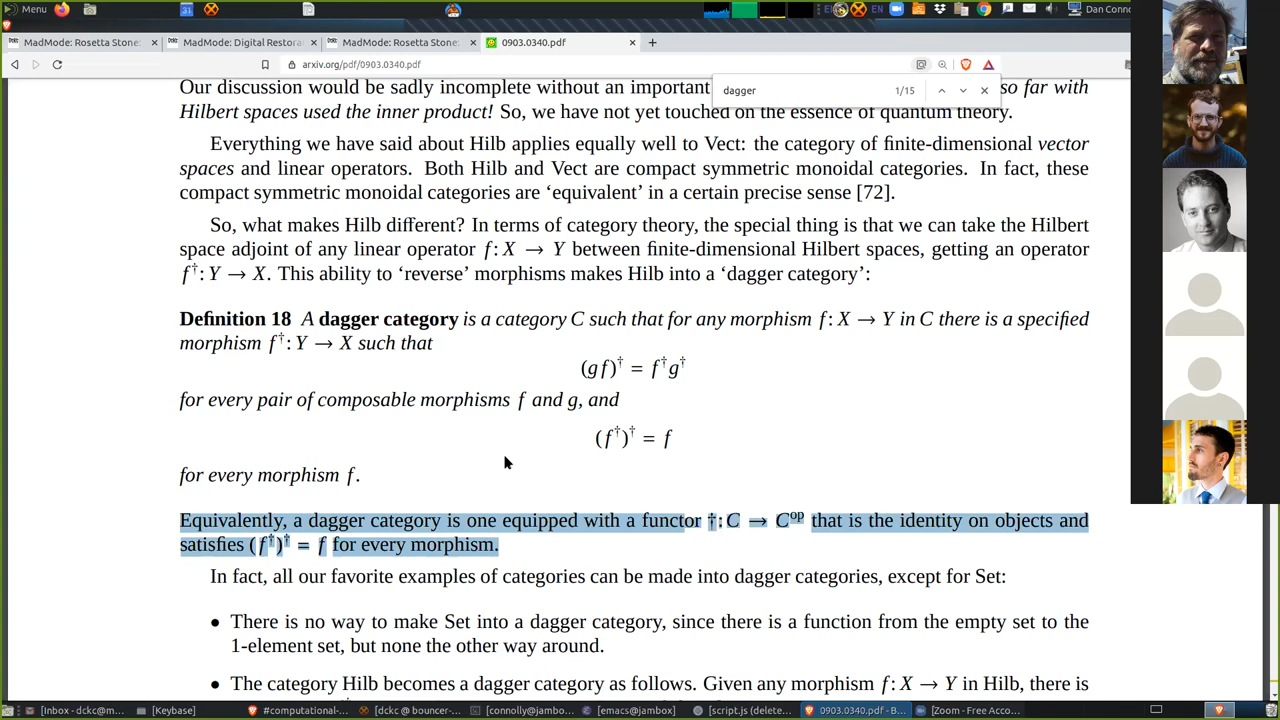 Menu
31
EN
EN
Dan Conno
MadMode: Rosetta Stone:
MadMode: Digital Restora
MadMode: Rosetta Stone:
0903.0340.pdf
arxiv.org/pdf/0903.0340.pdf
dagger
1/15
Our discussion would be sadly incomplete without an important
so far with
Hilbert spaces used the inner product! So, we have not yet touched on the essence of quantum theory.
Everything we have said about Hilb applies equally well to Vect: the category of finite-dimensional vector
spaces and linear operators. Both Hilb and Vect are compact symmetric monoidal categories. In fact, these
compact symmetric monoidal categories are ‘equivalent’ in a certain precise sense [72].
So, what makes Hilb different? In terms of category theory, the special thing is that we can take the Hilbert
space adjoint of any linear operator f: X → Y between finite-dimensional Hilbert spaces, getting an operator
f†: Y → X. This ability to ‘reverse’ morphisms makes Hilb into a ‘dagger category’:
Definition 18 A dagger category is a category C such that for any morphism f: X → Y in C there is a specified
morphism f†: Y → X such that
(gf)† = f†g†
for every pair of composable morphisms f and g, and
(f†)† = f
for every morphism f.
Equivalently, a dagger category is one equipped with a functor †: C → Cop that is the identity on objects and
satisfies (f†)† = f for every morphism.
In fact, all our favorite examples of categories can be made into dagger categories, except for Set:
• There is no way to make Set into a dagger category, since there is a function from the empty set to the
1-element set, but none the other way around.
• The category Hilb becomes a dagger category as follows. Given any morphism f: X → Y in Hilb, there is
[Inbox - dckc@m...
[Keybase]
#computational-...
[dckc @ bouncer-...
[connolly@jambo...
[emacs@jambox]
[script.js (delete...
0903.0340.pdf - B...
[Zoom - Free Acco...